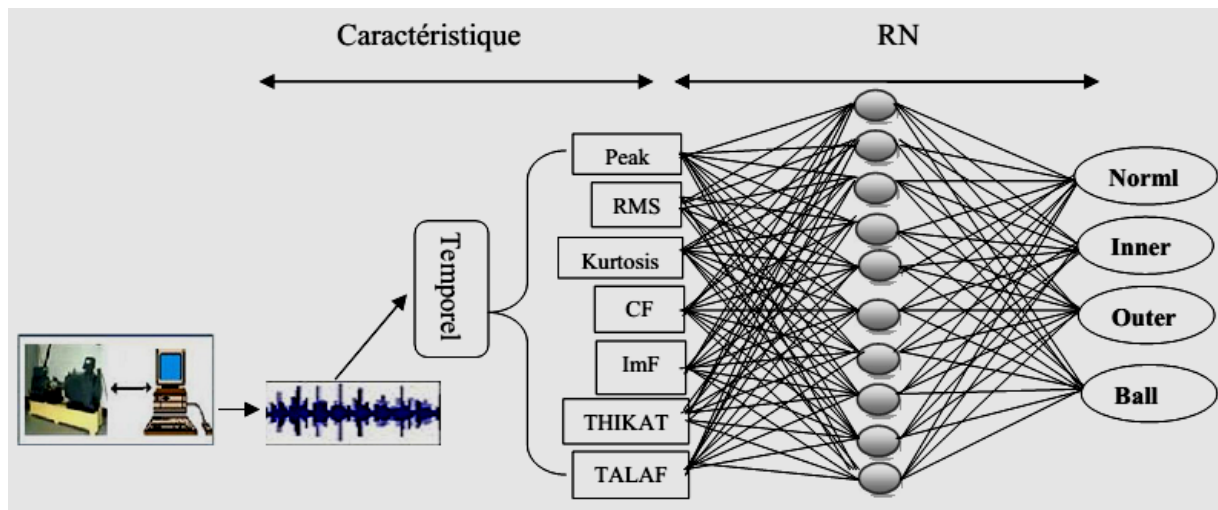 Caractéristique
RN
Temporel
Peak
RMS
Kurtosis
CF
ImF
THIKAT
TALAF
Norml
Inner
Outer
Ball